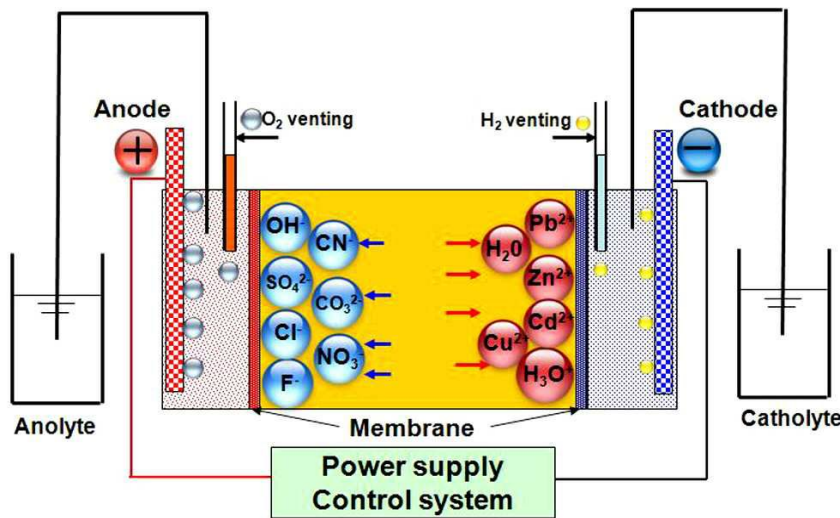 Anode
+
O₂ venting
H₂ venting
Cathode
−
OH⁻
CN⁻
SO₄²⁻
CO₃²⁻
Cl⁻
NO₃⁻
F⁻
Pb²⁺
H₂0
Zn²⁺
Cd²⁺
Cu²⁺
H₃O⁺
Anolyte
Membrane
Catholyte
Power supply
Control system